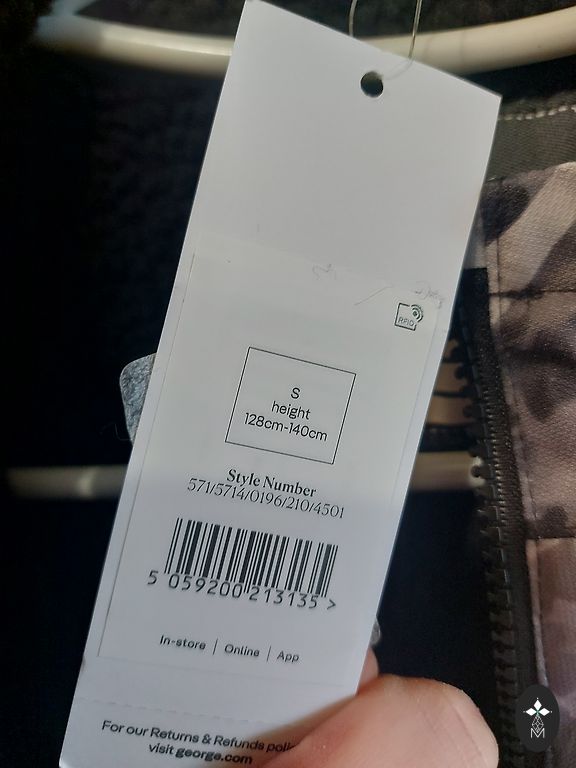 RFID
S
height
128cm-140cm
Style Number
571/5714/0196/210/4501
5 059200 213135 >
In-store | Online | App
For our Returns & Refunds
visit george.com
M